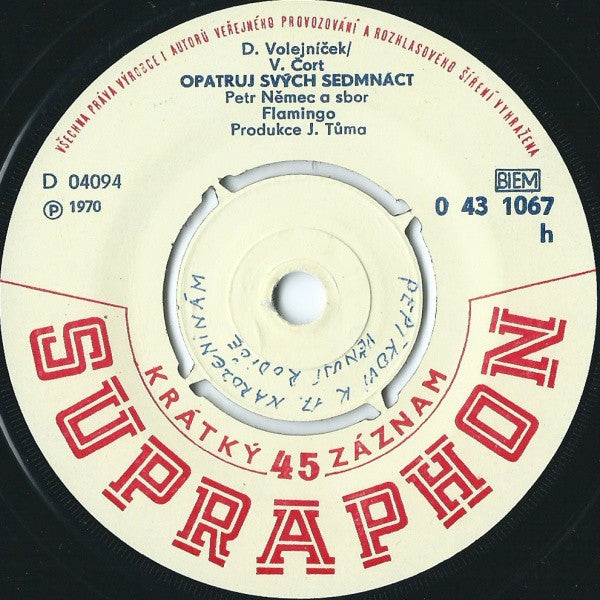 VŠECHNA PRÁVA VÝROBCE I AUTORŮ VEŘEJNÉHO PROVOZOVÁNÍ A ROZHLASOVÉHO ŠÍŘENÍ VYHRAŽENA
D. Volejníček/
V. Čort
OPATRUJ SVÝCH SEDMNÁCT
Petr Němec a sbor
Flamingo
Produkce J. Tůma
D 04094
Ⓟ 1970
BIEM
0 43 1067
h
PEPÍKOVI K 17. NAROZENINÁM
VĚNUJÍ RODIČE
KRÁTKÝ 45 ZÁZNAM
SUPRAPHON